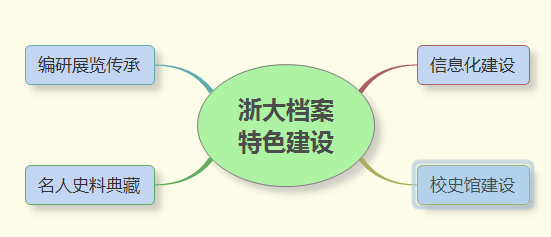 编研展览传承
信息化建设
浙大档案
特色建设
名人史料典藏
校史馆建设